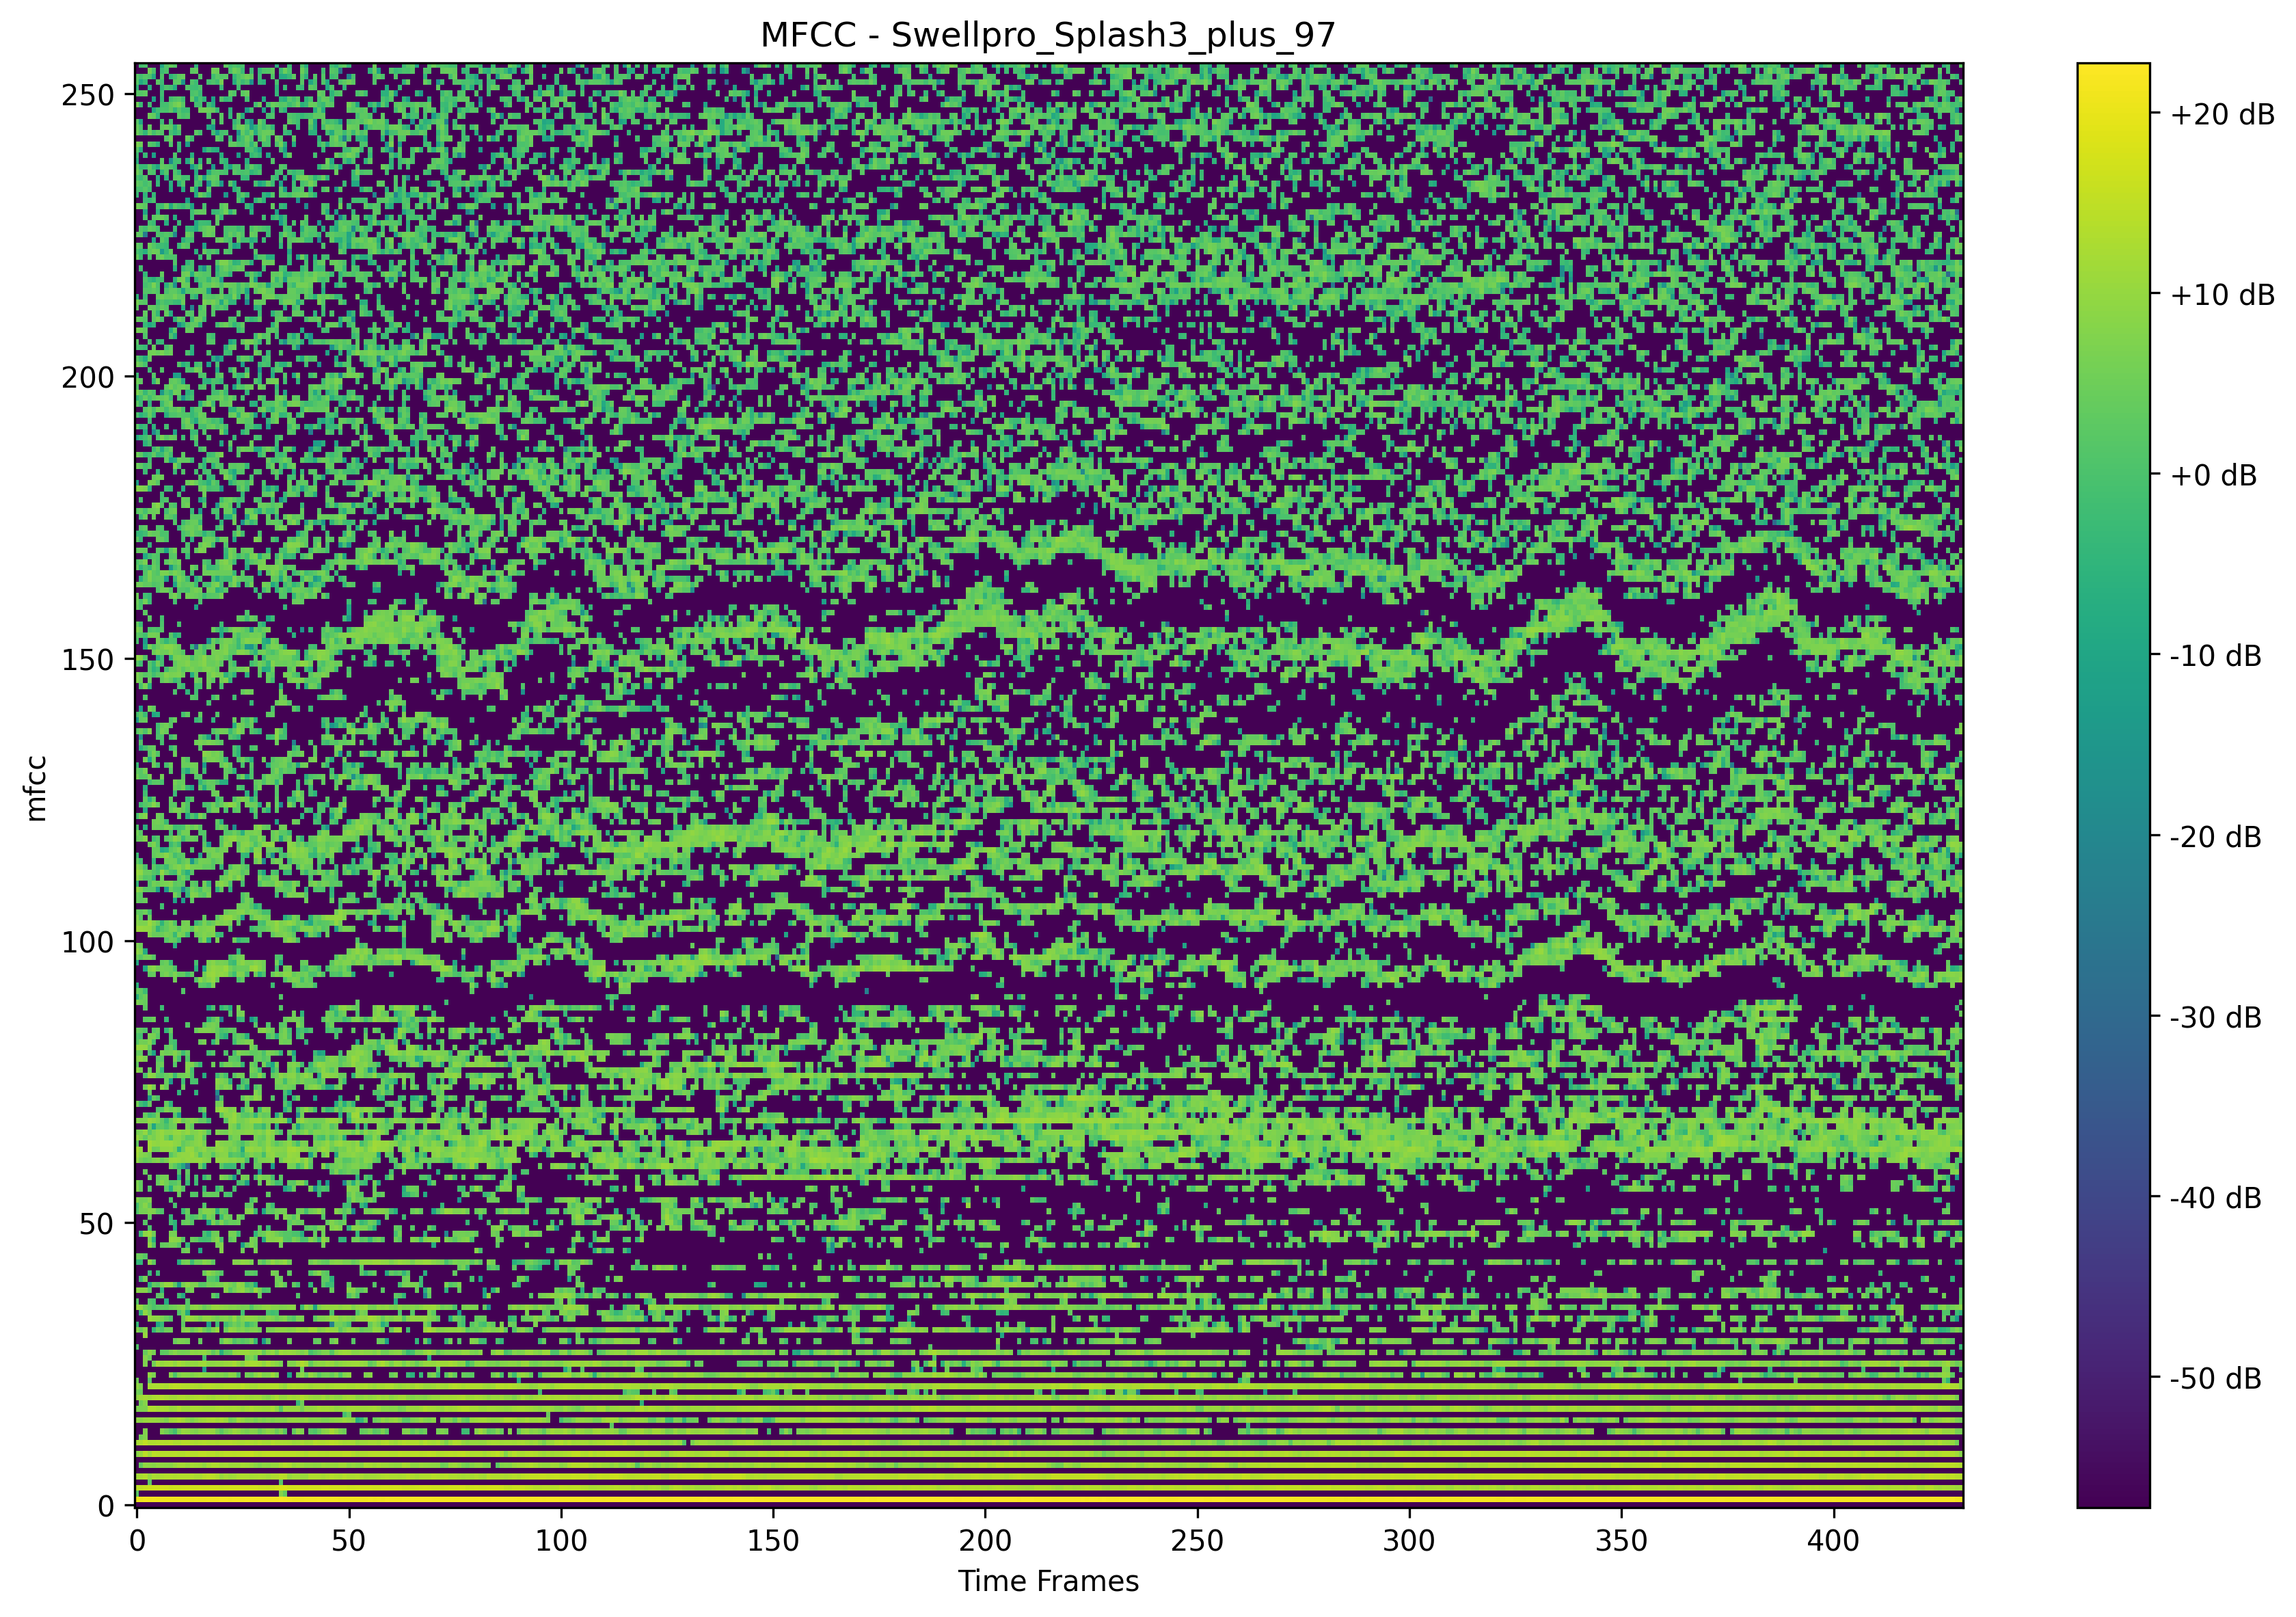 MFCC - Swellpro_Splash3_plus_97
250
200
150
100
50
0
mfcc
0 50 100 150 200 250 300 350 400
Time Frames
+20 dB
+10 dB
+0 dB
-10 dB
-20 dB
-30 dB
-40 dB
-50 dB